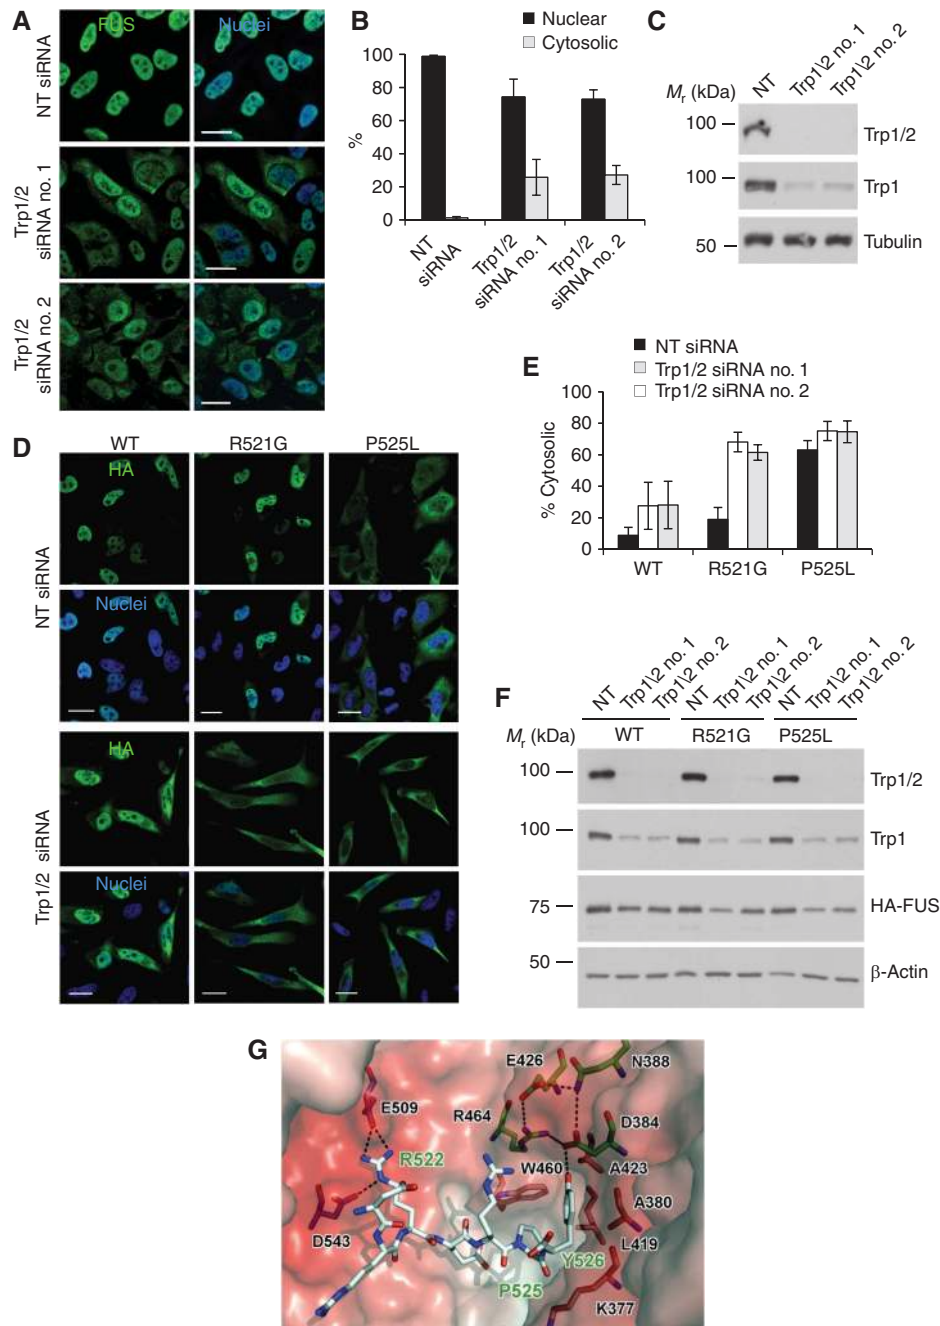 A
FUS
Nuclei
NT siRNA
Trp1/2
siRNA no. 1
Trp1/2
siRNA no. 2
B
Nuclear
Cytosolic
100
80
60
40
20
0
%
NT
siRNA
Trp1/2
siRNA no. 1
Trp1/2
siRNA no. 2
C
Mr (kDa)
NT
Trp1\2 no. 1
Trp1\2 no. 2
100
Trp1/2
100
Trp1
50
Tubulin
D
WT
R521G
P525L
HA
Nuclei
NT siRNA
HA
Nuclei
Trp1/2 siRNA
E
NT siRNA
Trp1/2 siRNA no. 1
Trp1/2 siRNA no. 2
100
80
60
40
20
0
% Cytosolic
WT
R521G
P525L
F
NT
Trp1\2 no. 1
Trp1\2 no. 2
NT
Trp1\2 no. 1
Trp1\2 no. 2
NT
Trp1\2 no. 1
Trp1\2 no. 2
Mr (kDa)
WT
R521G
P525L
100
Trp1/2
100
Trp1
75
HA-FUS
50
β-Actin
G
E426
N388
E509
R464
D384
R522
W460
A423
A380
D543
L419
Y526
P525
K377